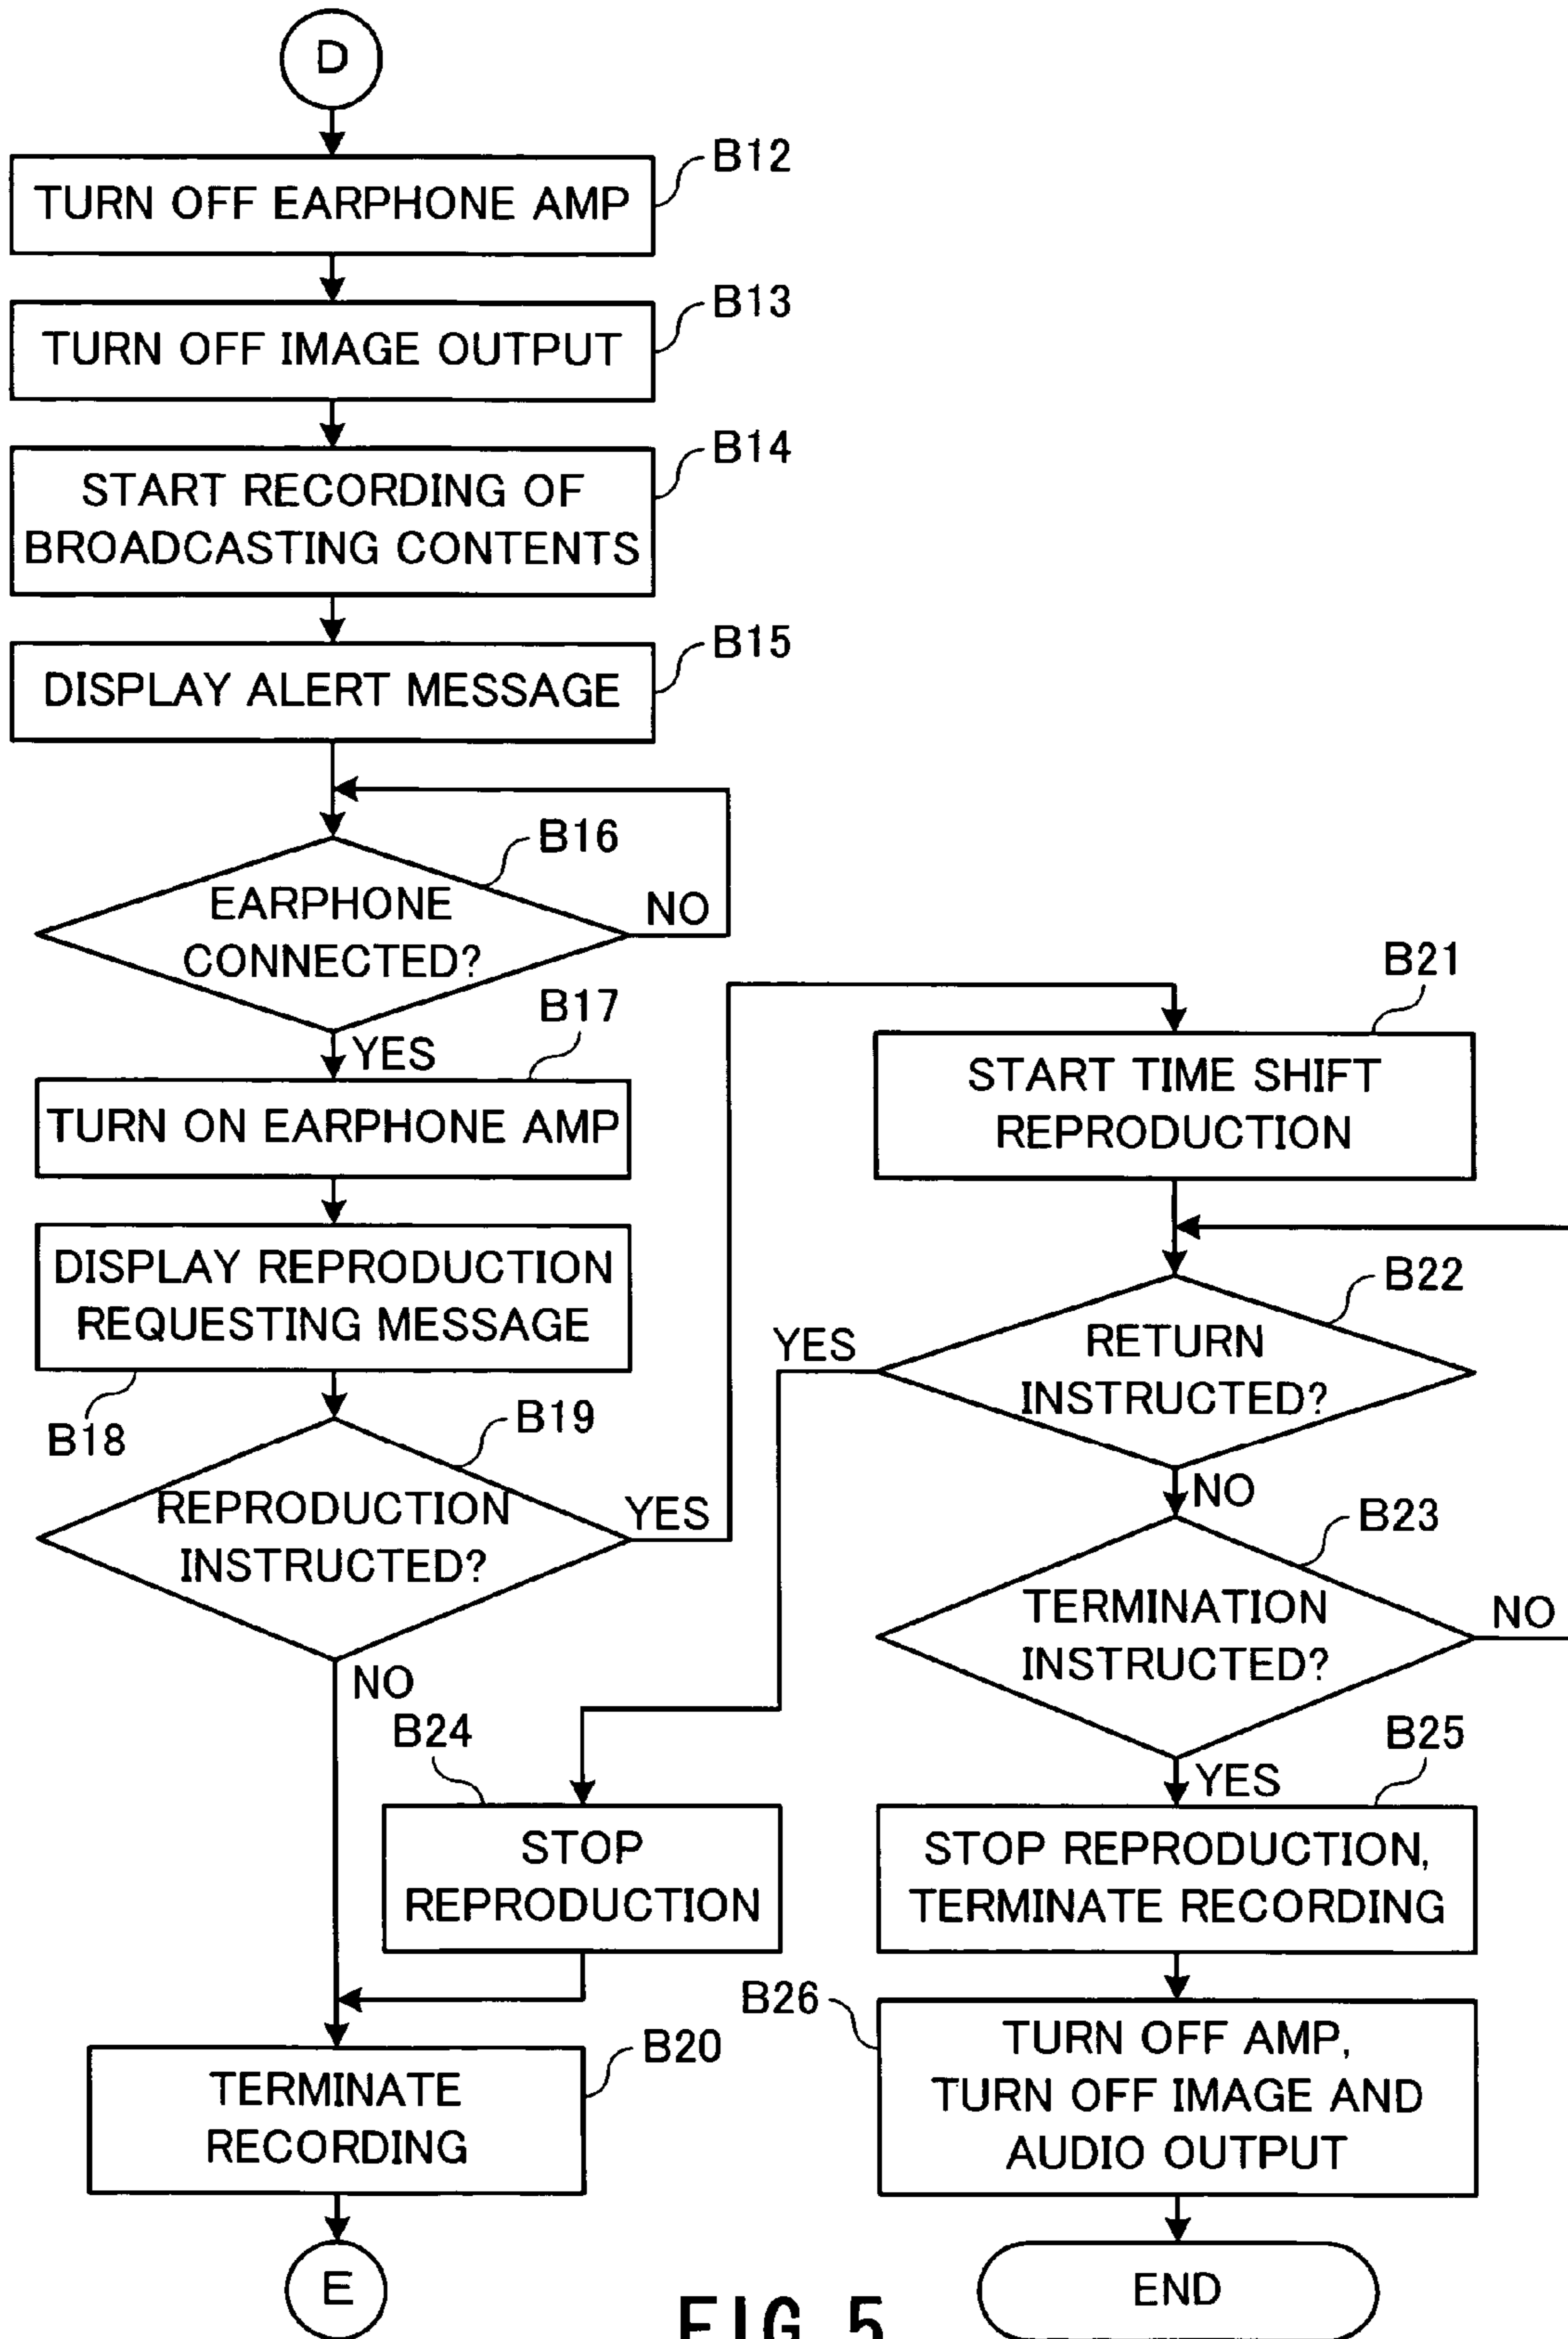 D
B12
TURN OFF EARPHONE AMP
B13
TURN OFF IMAGE OUTPUT
B14
START RECORDING OF
BROADCASTING CONTENTS
B15
DISPLAY ALERT MESSAGE
B16
EARPHONE
CONNECTED?
NO
YES
B17
TURN ON EARPHONE AMP
DISPLAY REPRODUCTION
REQUESTING MESSAGE
B18
B19
REPRODUCTION
INSTRUCTED?
YES
NO
B21
START TIME SHIFT
REPRODUCTION
B22
RETURN
INSTRUCTED?
YES
NO
B23
TERMINATION
INSTRUCTED?
NO
YES
B24
STOP
REPRODUCTION
B25
STOP REPRODUCTION,
TERMINATE RECORDING
B20
TERMINATE
RECORDING
B26
TURN OFF AMP,
TURN OFF IMAGE AND
AUDIO OUTPUT
E
END
FIG. 5